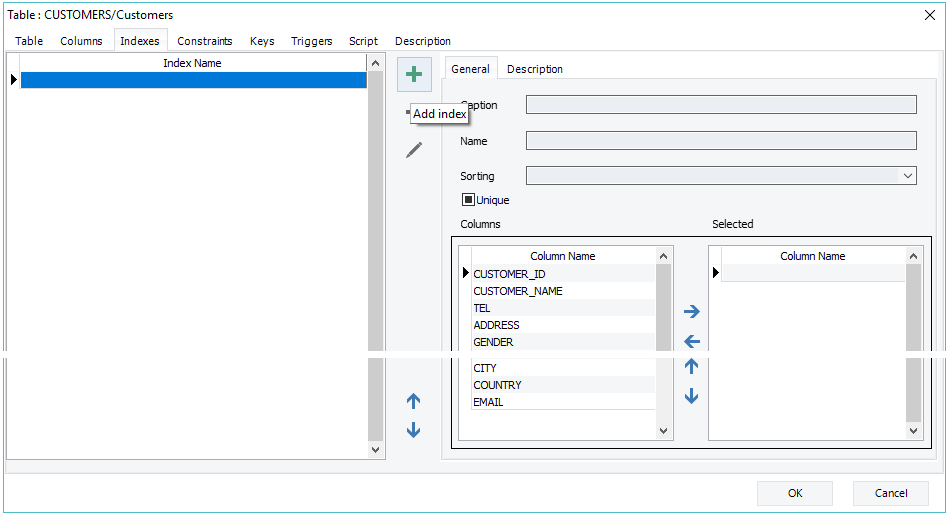 Table : CUSTOMERS/Customers
Table Columns Indexes Constraints Keys Triggers Script Description
Index Name
General Description
Caption
Add index
Name
Sorting
Unique
Columns Selected
Column Name Column Name
CUSTOMER_ID
CUSTOMER_NAME
TEL
ADDRESS
GENDER
CITY
COUNTRY
EMAIL
OK Cancel